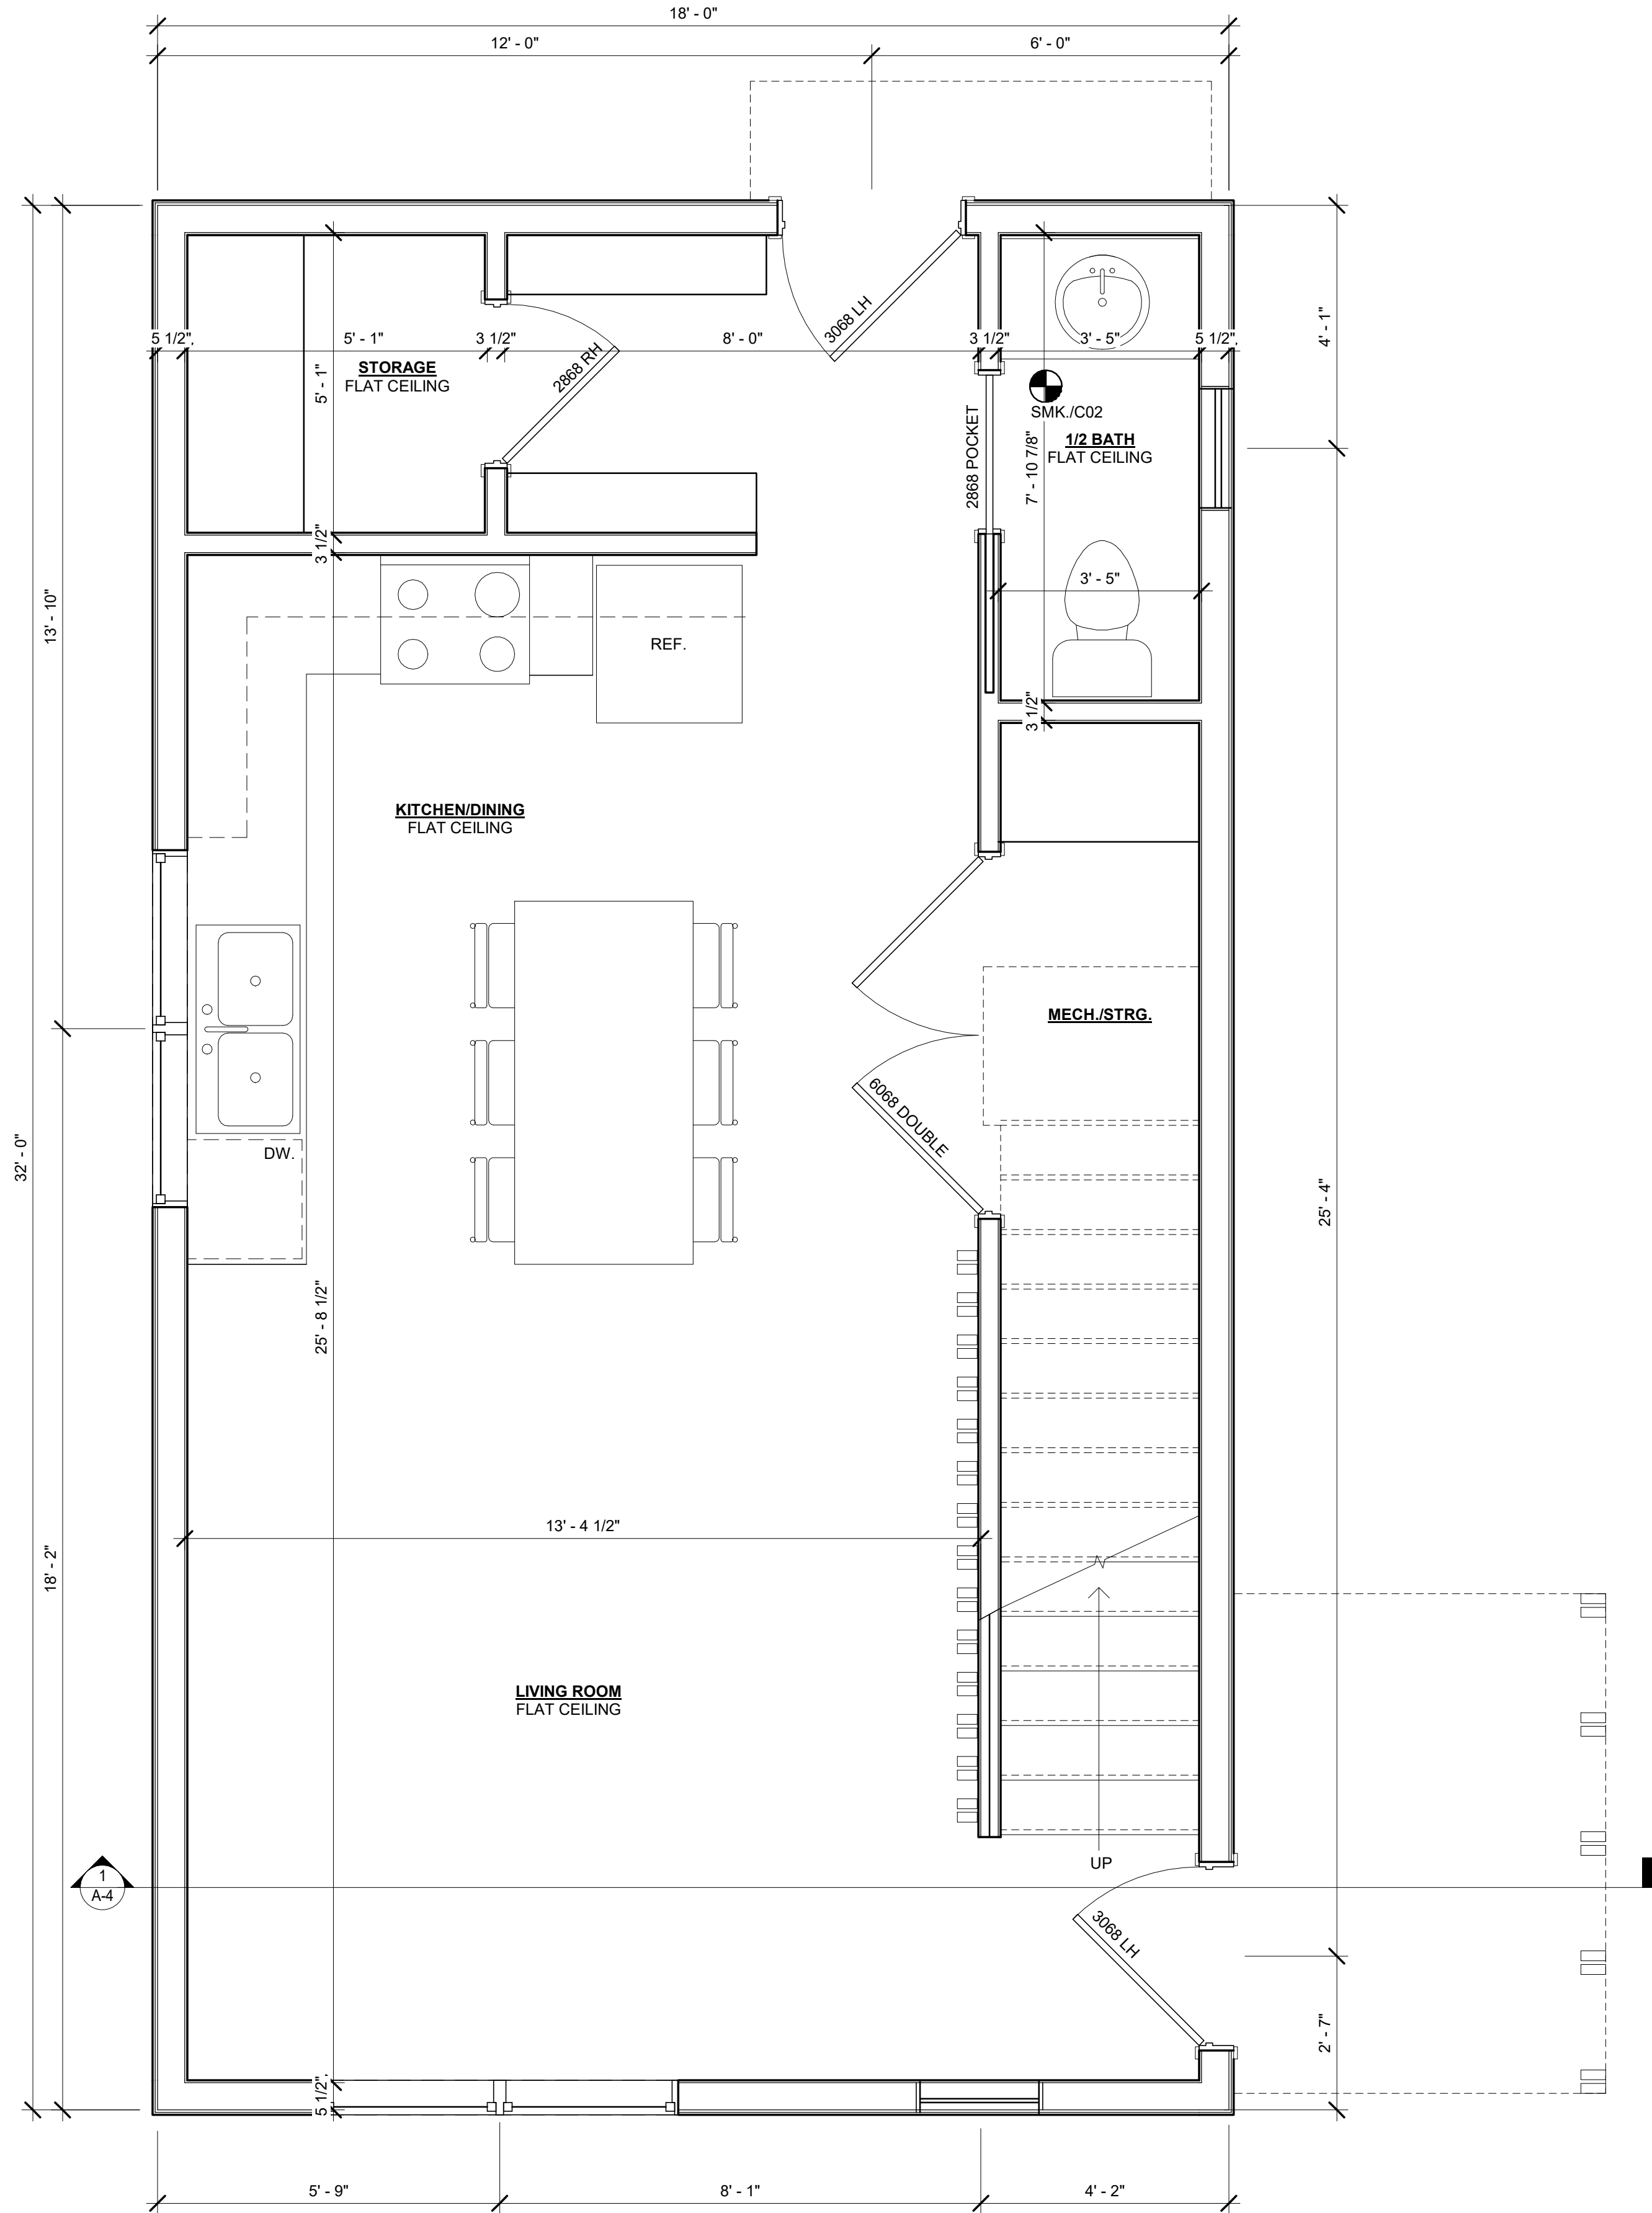 18' - 0"
12' - 0"
6' - 0"
3068 LH
5 1/2"
5' - 1"
3 1/2"
8' - 0"
3 1/2"
3' - 5"
5 1/2"
4' - 1"
STORAGE
FLAT CEILING
5' - 1"
2868 RH
SMK./C02
2868 POCKET
1/2 BATH
FLAT CEILING
7' - 10 7/8"
3 1/2"
13' - 10"
3' - 5"
REF.
3 1/2"
KITCHEN/DINING
FLAT CEILING
MECH./STRG.
6068 DOUBLE
32' - 0"
DW.
25' - 4"
25' - 8 1/2"
13' - 4 1/2"
18' - 2"
LIVING ROOM
FLAT CEILING
UP
1
A-4
3068 LH
2' - 7"
5 1/2"
5' - 9"
8' - 1"
4' - 2"